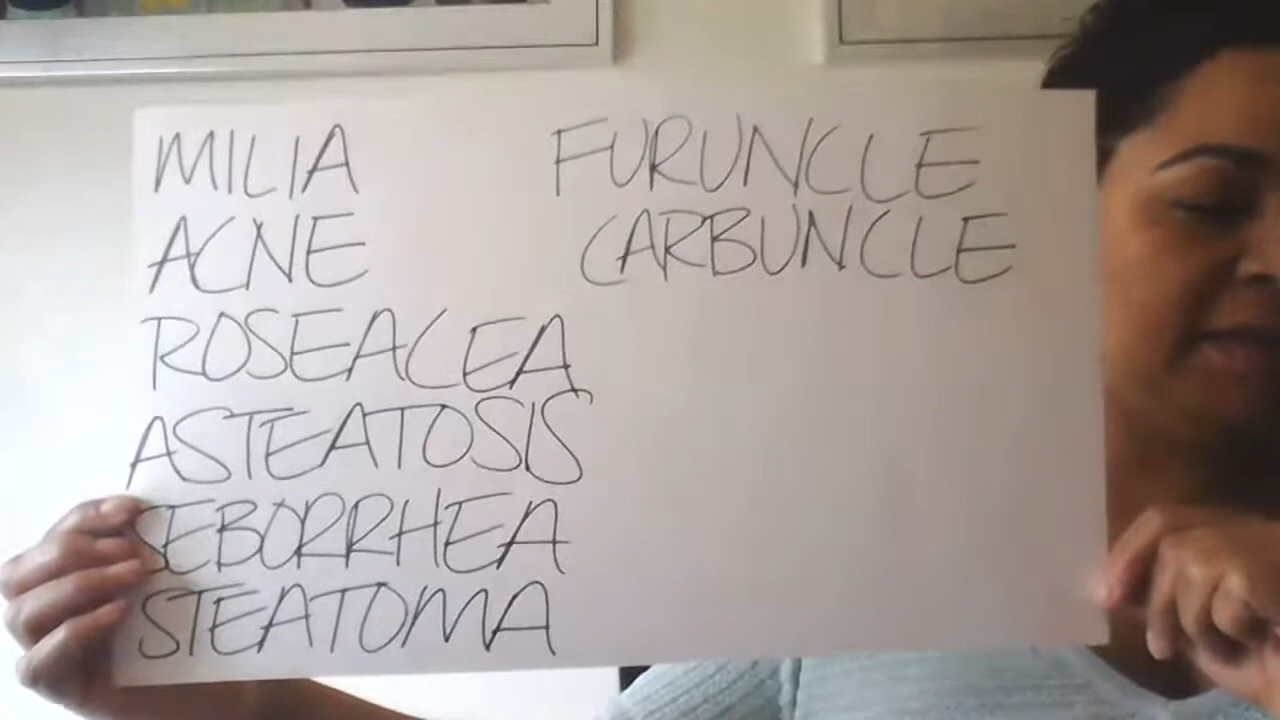 MILIA
ACNE
ROSEACEA
ASTEATOSIS
SEBORRHEA
STEATOMA
FURUNCLE
CARBUNCLE